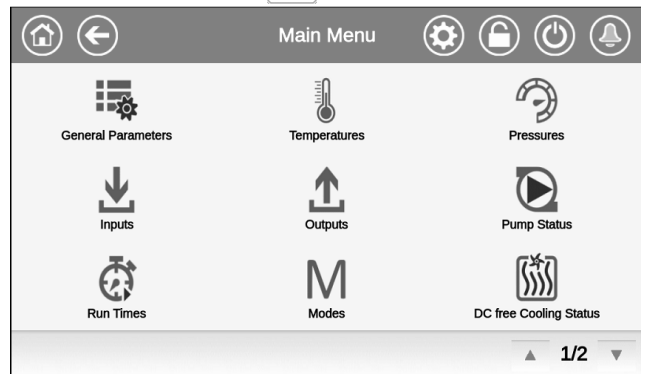 Main Menu
General Parameters
Temperatures
Pressures
Inputs
Outputs
Pump Status
Run Times
M
Modes
DC free Cooling Status
1/2